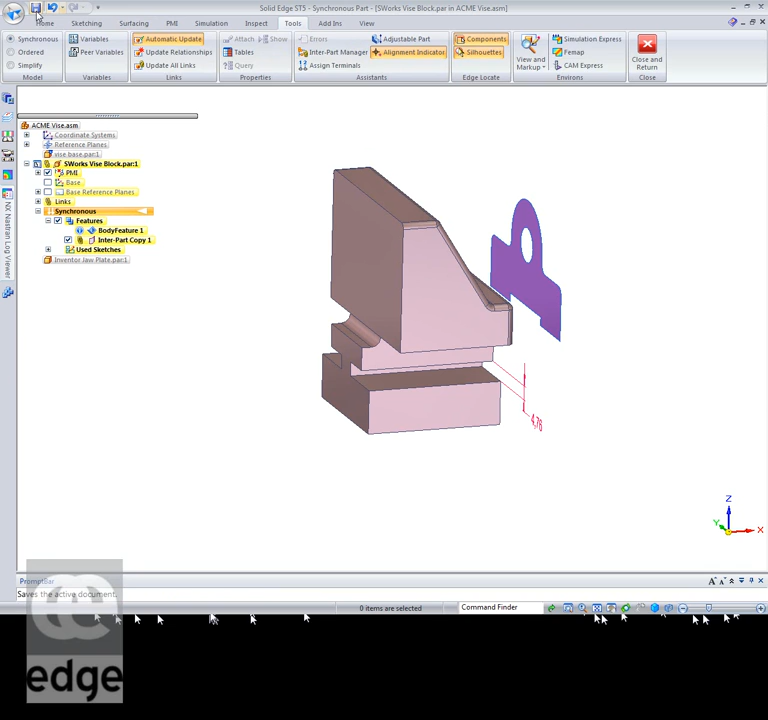 Solid Edge ST5 - Synchronous Part - [SWorks Vise Block.par in ACME Vise.asm]
Home Sketching Surfacing PMI Simulation Inspect Tools Add Ins View
Synchronous
Ordered
Simplify
Model
Variables
Peer Variables
Variables
Automatic Update
Update Relationships
Update All Links
Links
Attach Show
Tables
Query
Properties
Errors
Inter-Part Manager
Assign Terminals
Adjustable Part
Alignment Indicator
Assistants
Components
Silhouettes
Edge Locate
View and Markup
Simulation Express
Femap
CAM Express
Environs
Close and Return
Close
ACME Vise.asm
Coordinate Systems
Reference Planes
vise base.par:1
SWorks Vise Block.par:1
PMI
Base
Base Reference Planes
Links
Synchronous
Features
BodyFeature 1
Inter-Part Copy 1
Used Sketches
Inventor Jaw Plate.par:1
NX Nastran Log Viewer
4,76
Z
Y
X
PromptBar
Saves the active document.
0 items are selected
Command Finder
edge